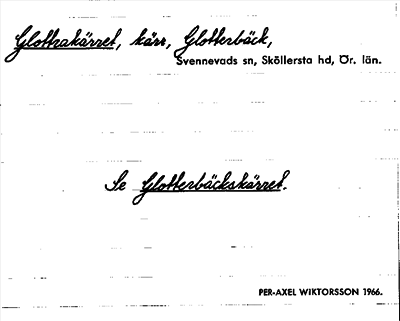 Glottrakärret, kärr, Glotterbäck,
Svennevads sn, Sköllersta hd, Ör. län.
Se Glotterbäckskärret.
PER-AXEL WIKTORSSON 1966.